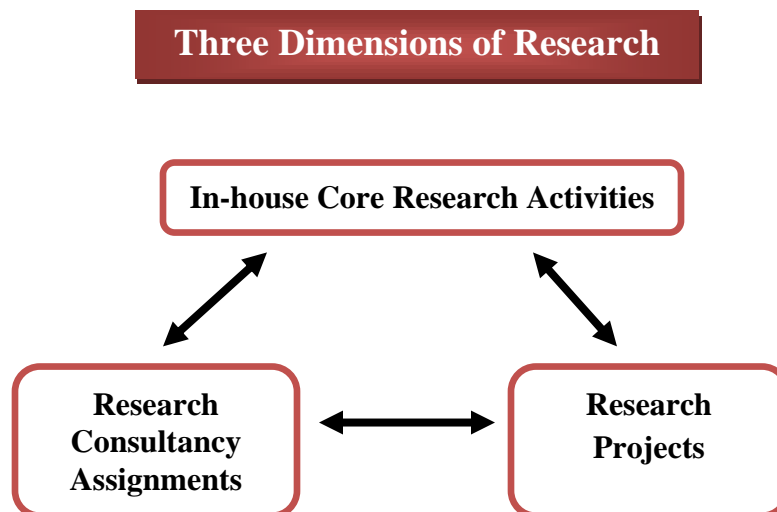 Three Dimensions of Research
In-house Core Research Activities
Research
Consultancy
Assignments
Research
Projects